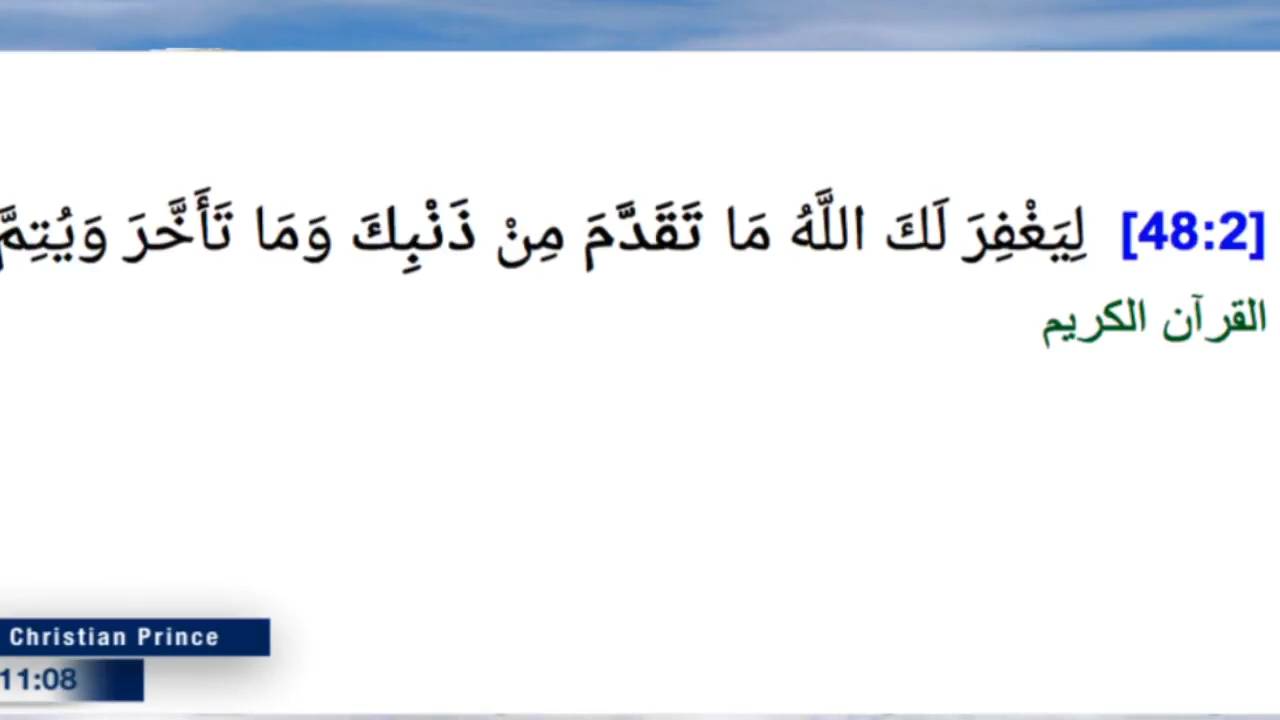 [48:2] لِيَغْفِرَ لَكَ اللَّهُ مَا تَقَدَّمَ مِنْ ذَنْبِكَ وَمَا تَأَخَّرَ وَيُتِمَّ
القرآن الكريم
Christian Prince
11:08